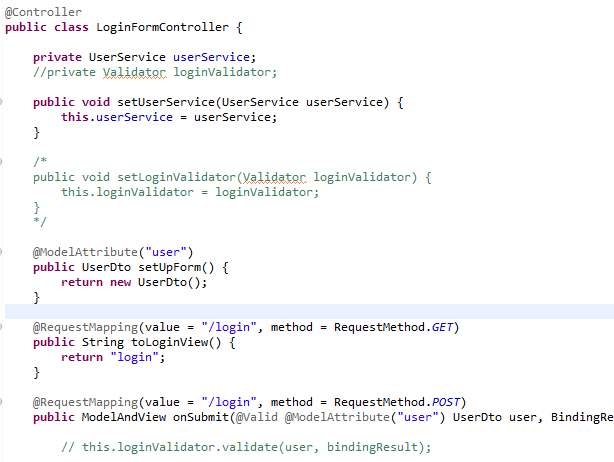 @Controller
public class LoginFormController {
private UserService userService;
//private Validator loginValidator;
public void setUserService(UserService userService) {
this.userService = userService;
}
/*
public void setLoginValidator(Validator loginValidator) {
this.loginValidator = loginValidator;
}
*/
@ModelAttribute("user")
public UserDto setUpForm() {
return new UserDto();
}
@RequestMapping(value = "/login", method = RequestMethod.GET)
public String toLoginView() {
return "login";
}
@RequestMapping(value = "/login", method = RequestMethod.POST)
public ModelAndView onSubmit(@Valid @ModelAttribute("user") UserDto user, BindingRe
// this.loginValidator.validate(user, bindingResult);